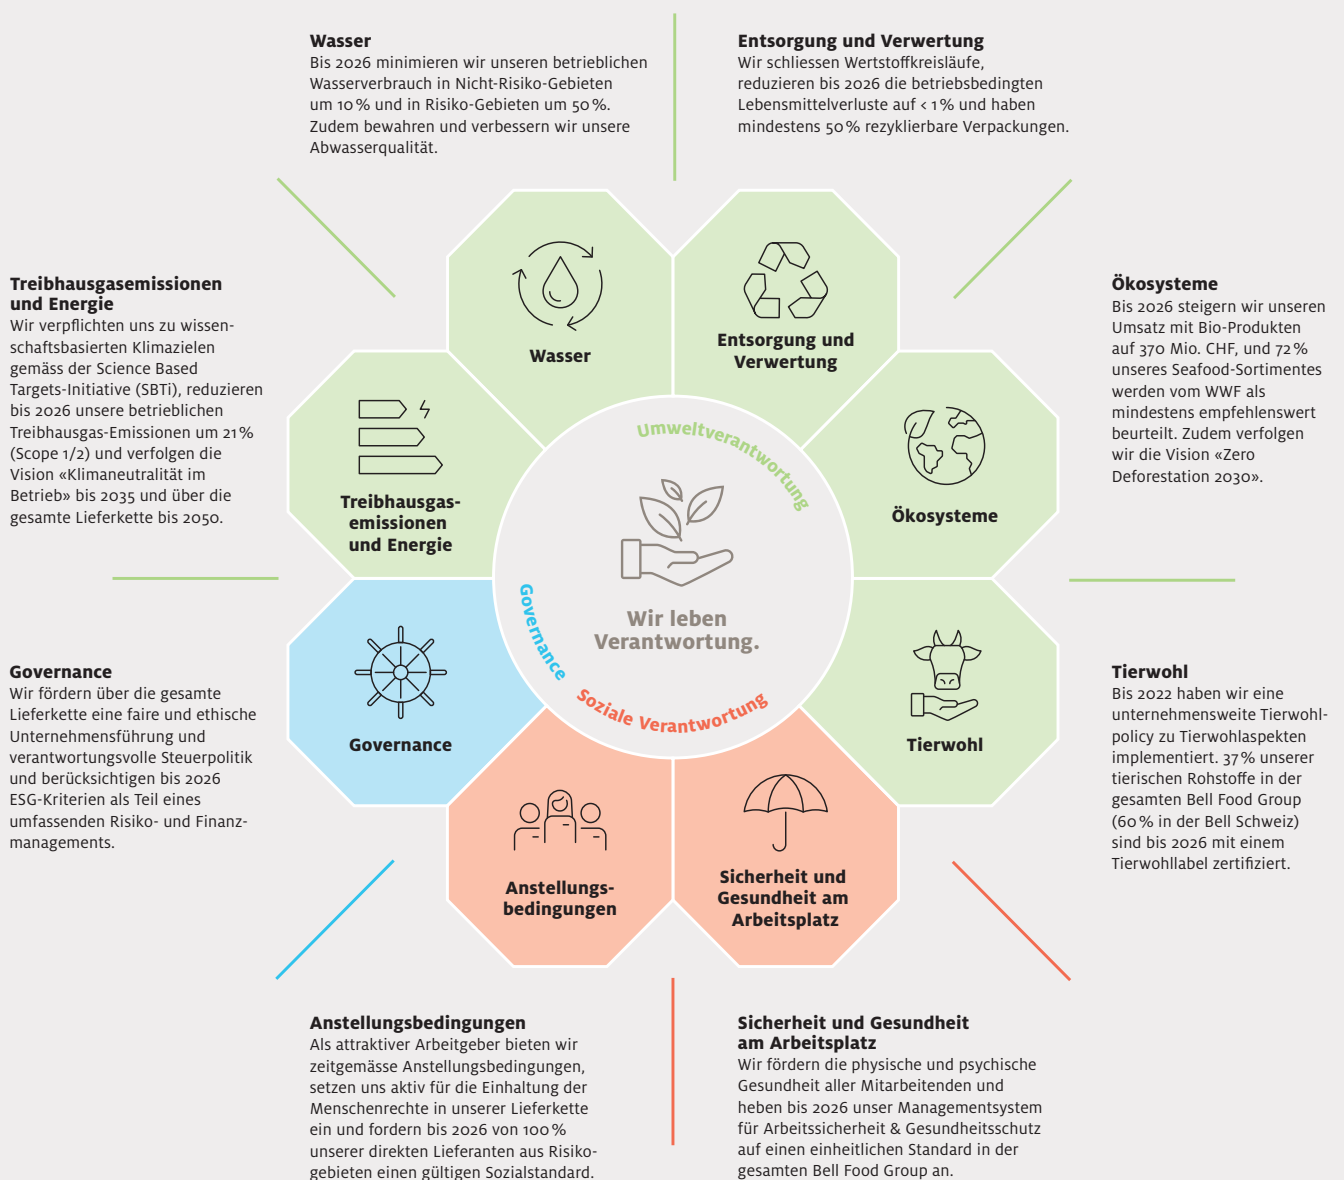 Wasser
Bis 2026 minimieren wir unseren betrieblichen
Wasserverbrauch in Nicht-Risiko-Gebieten
um 10 % und in Risiko-Gebieten um 50 %.
Zudem bewahren und verbessern wir unsere
Abwasserqualität.
Entsorgung und Verwertung
Wir schliessen Wertstoffkreisläufe,
reduzieren bis 2026 die betriebsbedingten
Lebensmittelverluste auf < 1 % und haben
mindestens 50 % rezyklierbare Verpackungen.
Treibhausgasemissionen
und Energie
Wir verpflichten uns zu wissen-
schaftsbasierten Klimazielen
gemäss der Science Based
Targets-Initiative (SBTi), reduzieren
bis 2026 unsere betrieblichen
Treibhausgas-Emissionen um 21 %
(Scope 1/2) und verfolgen die
Vision «Klimaneutralität im
Betrieb» bis 2035 und über die
gesamte Lieferkette bis 2050.
Wasser
Entsorgung und
Verwertung
Treibhausgas-
emissionen
und Energie
Ökosysteme
Ökosysteme
Bis 2026 steigern wir unseren
Umsatz mit Bio-Produkten
auf 370 Mio. CHF, und 72 %
unseres Seafood-Sortimentes
werden vom WWF als
mindestens empfehlenswert
beurteilt. Zudem verfolgen
wir die Vision «Zero
Deforestation 2030».
Umweltverantwortung
Governance
Soziale Verantwortung
Wir leben
Verantwortung.
Governance
Wir fördern über die gesamte
Lieferkette eine faire und ethische
Unternehmensführung und
verantwortungsvolle Steuerpolitik
und berücksichtigen bis 2026
ESG-Kriterien als Teil eines
umfassenden Risiko- und Finanz-
managements.
Governance
Tierwohl
Anstellungs-
bedingungen
Sicherheit und
Gesundheit am
Arbeitsplatz
Tierwohl
Bis 2022 haben wir eine
unternehmensweite Tierwohl-
policy zu Tierwohlaspekten
implementiert. 37 % unserer
tierischen Rohstoffe in der
gesamten Bell Food Group
(60 % in der Bell Schweiz)
sind bis 2026 mit einem
Tierwohllabel zertifiziert.
Anstellungsbedingungen
Als attraktiver Arbeitgeber bieten wir
zeitgemässe Anstellungsbedingungen,
setzen uns aktiv für die Einhaltung der
Menschenrechte in unserer Lieferkette
ein und fordern bis 2026 von 100 %
unserer direkten Lieferanten aus Risiko-
gebieten einen gültigen Sozialstandard.
Sicherheit und Gesundheit
am Arbeitsplatz
Wir fördern die physische und psychische
Gesundheit aller Mitarbeitenden und
heben bis 2026 unser Managementsystem
für Arbeitssicherheit & Gesundheitsschutz
auf einen einheitlichen Standard in der
gesamten Bell Food Group an.